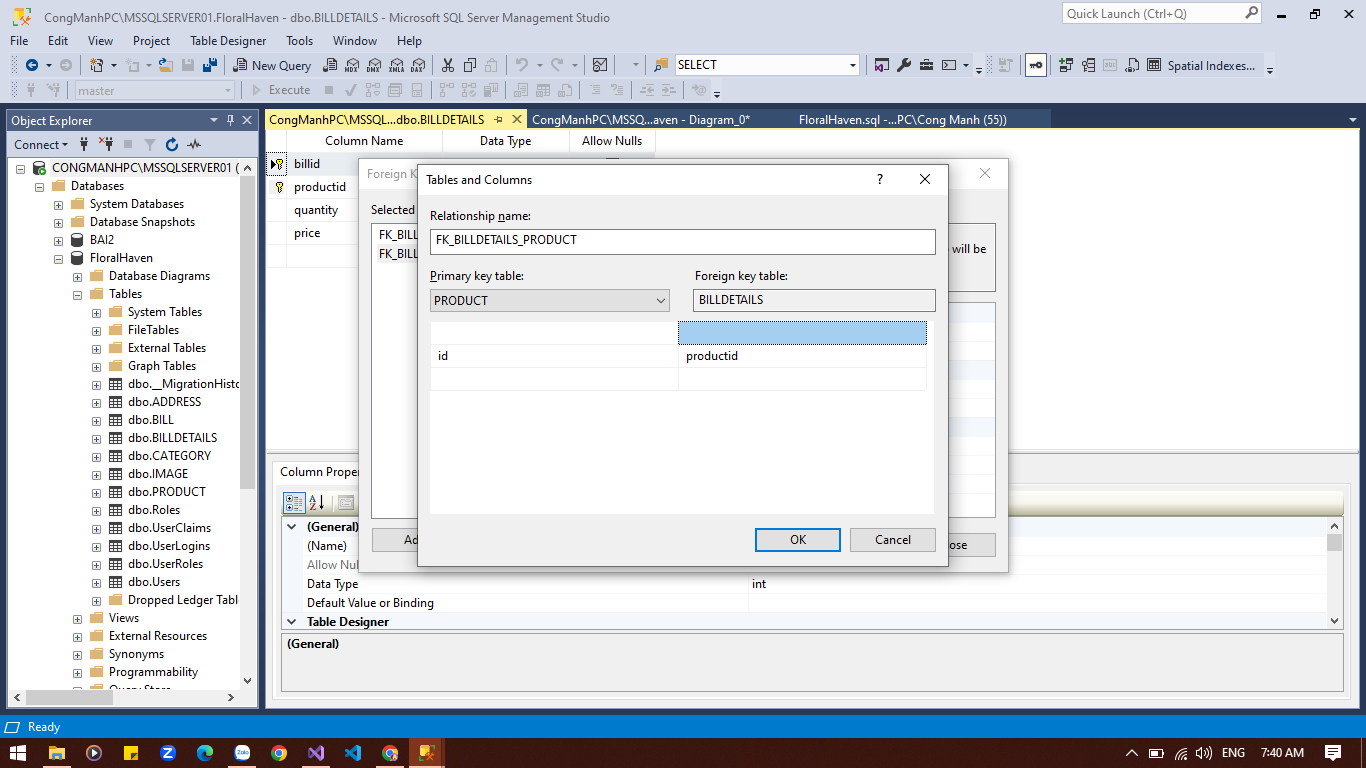 CongManhPC\MSSQLSERVER01.FloralHaven - dbo.BILLDETAILS - Microsoft SQL Server Management Studio
Quick Launch (Ctrl+Q)
File Edit View Project Table Designer Tools Window Help
New Query MDX DMX XMLA DAX SELECT Spatial Indexes...
master Execute
Object Explorer
CongManhPC\MSSQL...dbo.BILLDETAILS CongManhPC\MSSQ...aven - Diagram_0* FloralHaven.sql -...PC\Cong Manh (55))
Connect
CONGMANHPC\MSSQLSERVER01 (
Databases
System Databases
Database Snapshots
BAI2
FloralHaven
Database Diagrams
Tables
System Tables
FileTables
External Tables
Graph Tables
dbo.__MigrationHisto
dbo.ADDRESS
dbo.BILL
dbo.BILLDETAILS
dbo.CATEGORY
dbo.IMAGE
dbo.PRODUCT
dbo.Roles
dbo.UserClaims
dbo.UserLogins
dbo.UserRoles
dbo.Users
Dropped Ledger Tabl
Views
External Resources
Synonyms
Programmability
Column Name Data Type Allow Nulls
billid
productid
quantity
price
Foreign K
Selected
FK_BILL
FK_BILL
will be
Ad
ose
Tables and Columns ?
Relationship name:
FK_BILLDETAILS_PRODUCT
Primary key table: Foreign key table:
PRODUCT BILLDETAILS
id productid
OK Cancel
Column Proper
(General)
(Name)
Allow Nul
Data Type int
Default Value or Binding
Table Designer
(General)
Ready
Zalo
ENG 7:40 AM